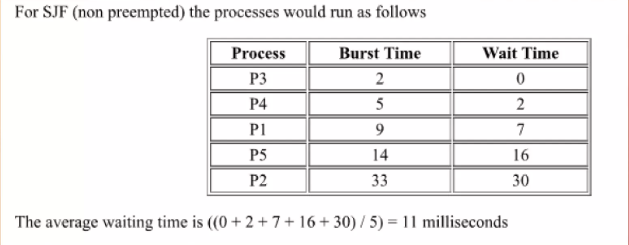 For SJF (non preempted) the processes would run as follows
Process Burst Time Wait Time
P3 2 0
P4 5 2
P1 9 7
P5 14 16
P2 33 30
The average waiting time is ((0 + 2 + 7 + 16 + 30) / 5) = 11 milliseconds